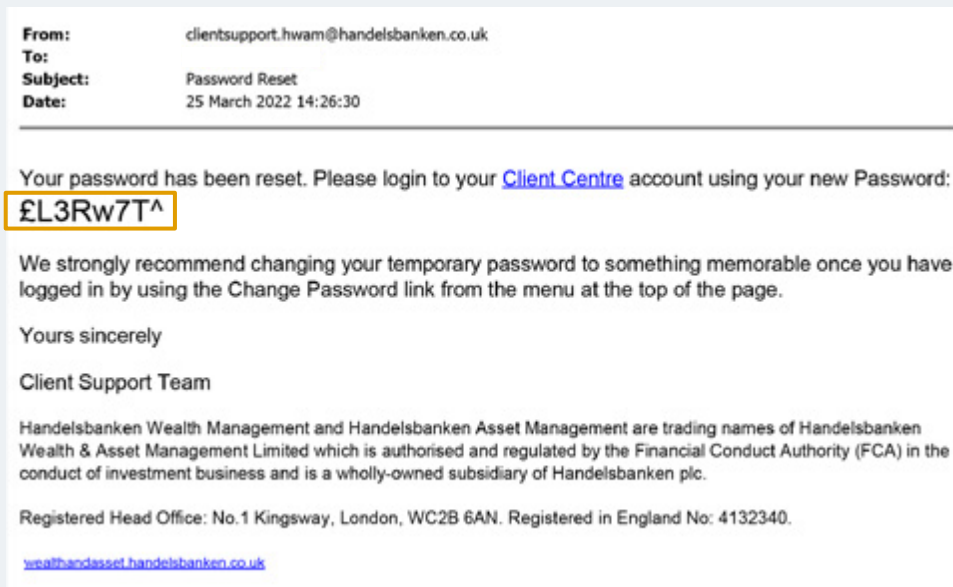 From: clientsupport.hwam@handelsbanken.co.uk
To:
Subject: Password Reset
Date: 25 March 2022 14:26:30
Your password has been reset. Please login to your Client Centre account using your new Password:
£L3Rw7T^
We strongly recommend changing your temporary password to something memorable once you have
logged in by using the Change Password link from the menu at the top of the page.
Yours sincerely
Client Support Team
Handelsbanken Wealth Management and Handelsbanken Asset Management are trading names of Handelsbanken
Wealth & Asset Management Limited which is authorised and regulated by the Financial Conduct Authority (FCA) in the
conduct of investment business and is a wholly-owned subsidiary of Handelsbanken plc.
Registered Head Office: No.1 Kingsway, London, WC2B 6AN. Registered in England No: 4132340.
wealthandasset.handelsbanken.co.uk